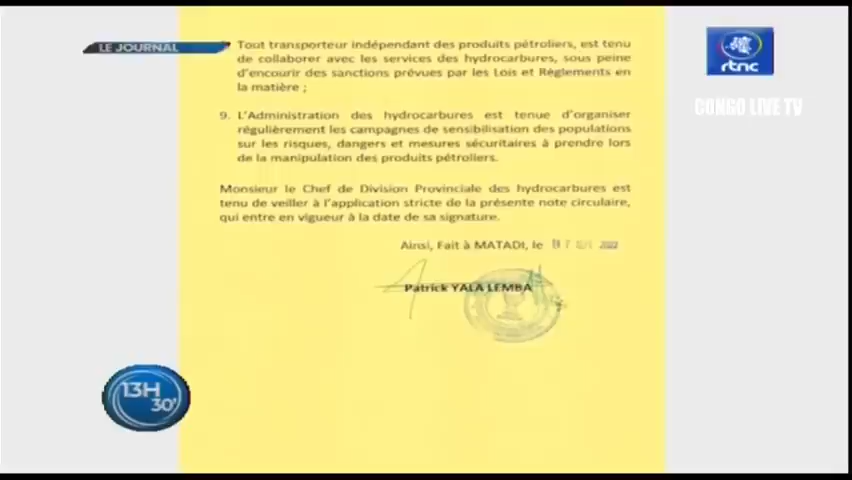 LE JOURNAL
Tout transporteur indépendant des produits pétroliers, est tenu
de collaborer avec les services des hydrocarbures, sous peine
d'encourir des sanctions prévues par les Lois et Règlements en
la matière ;
9. L'Administration des hydrocarbures est tenue d'organiser
régulièrement les campagnes de sensibilisation des populations
sur les risques, dangers et mesures sécuritaires à prendre lors
de la manipulation des produits pétroliers.
Monsieur le Chef de Division Provinciale des hydrocarbures est
tenu de veiller à l'application stricte de la présente note circulaire,
qui entre en vigueur à la date de sa signature.
Ainsi, Fait à MATADI, le
Patrick YALA LEMBA
rtnc
CONGO LIVE TV
13H
30'